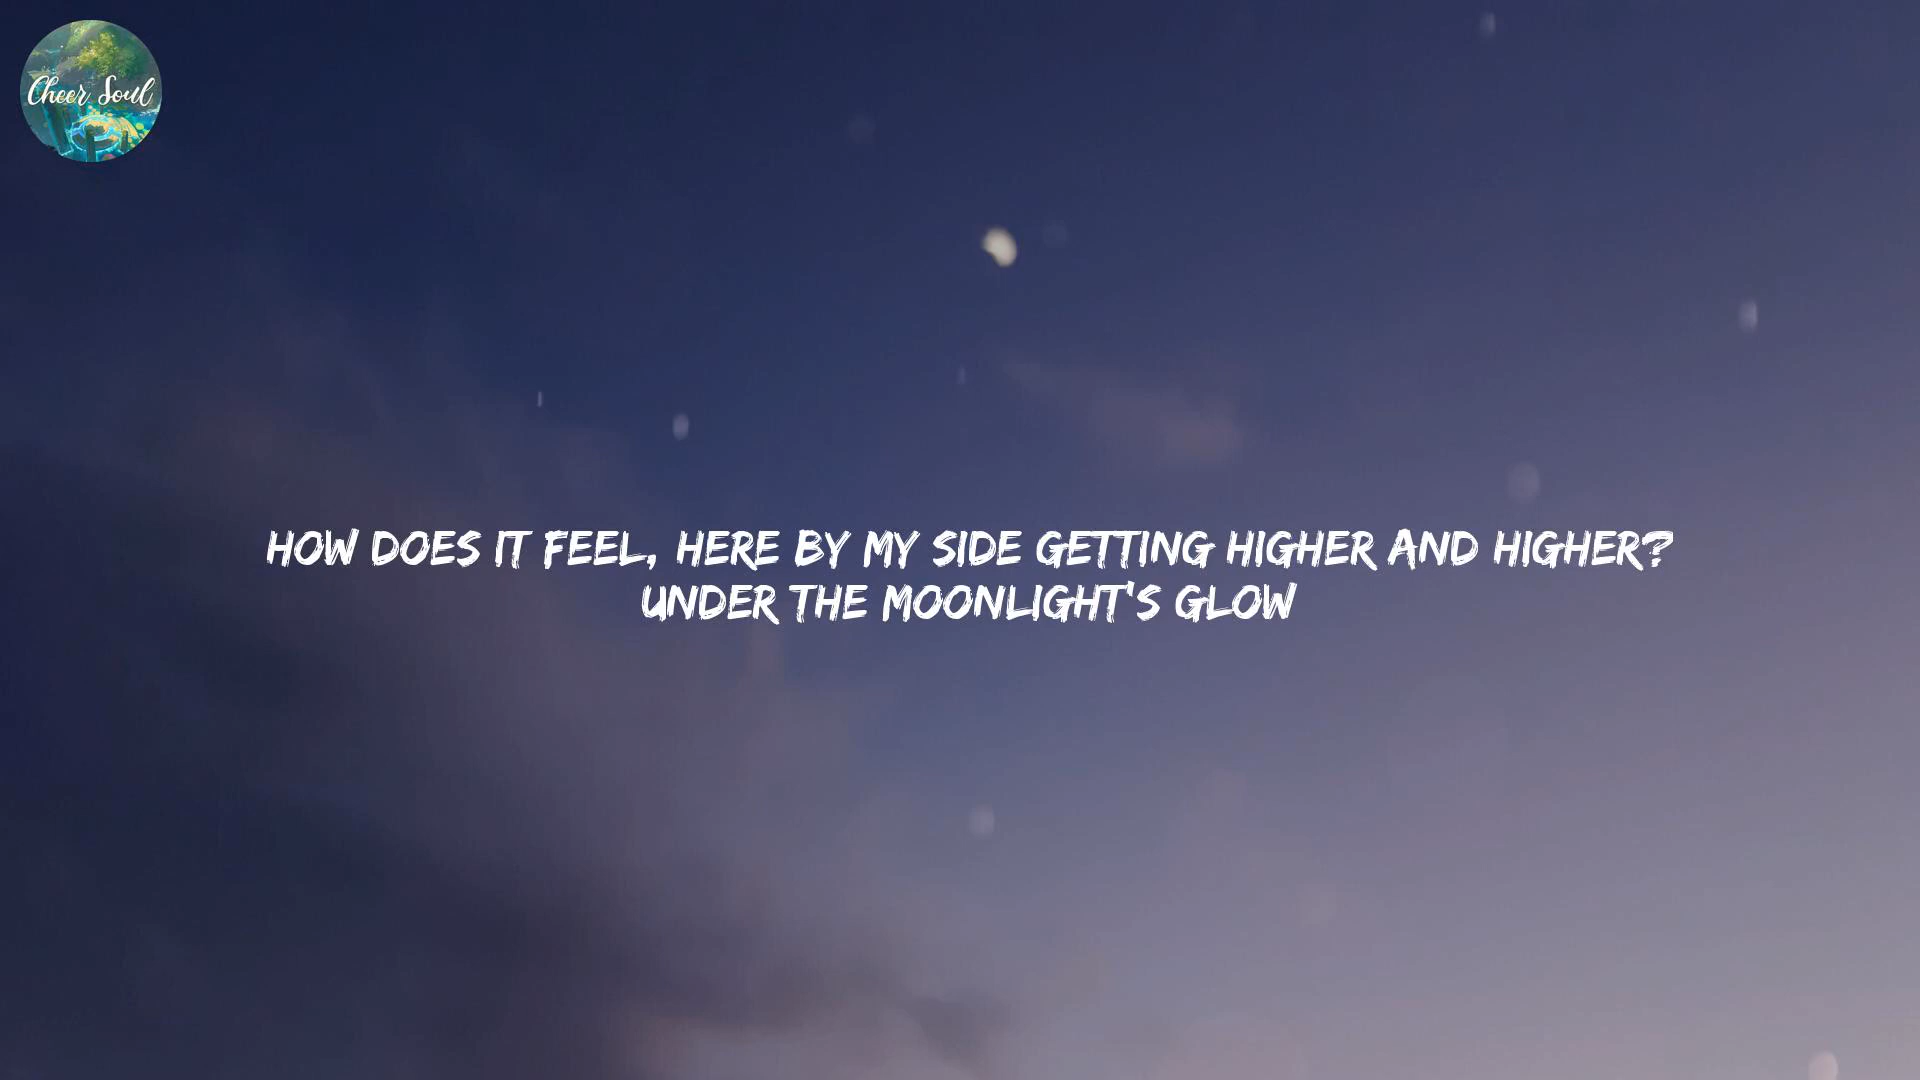 Cheer Soul
HOW DOES IT FEEL, HERE BY MY SIDE GETTING HIGHER AND HIGHER?
UNDER THE MOONLIGHT'S GLOW